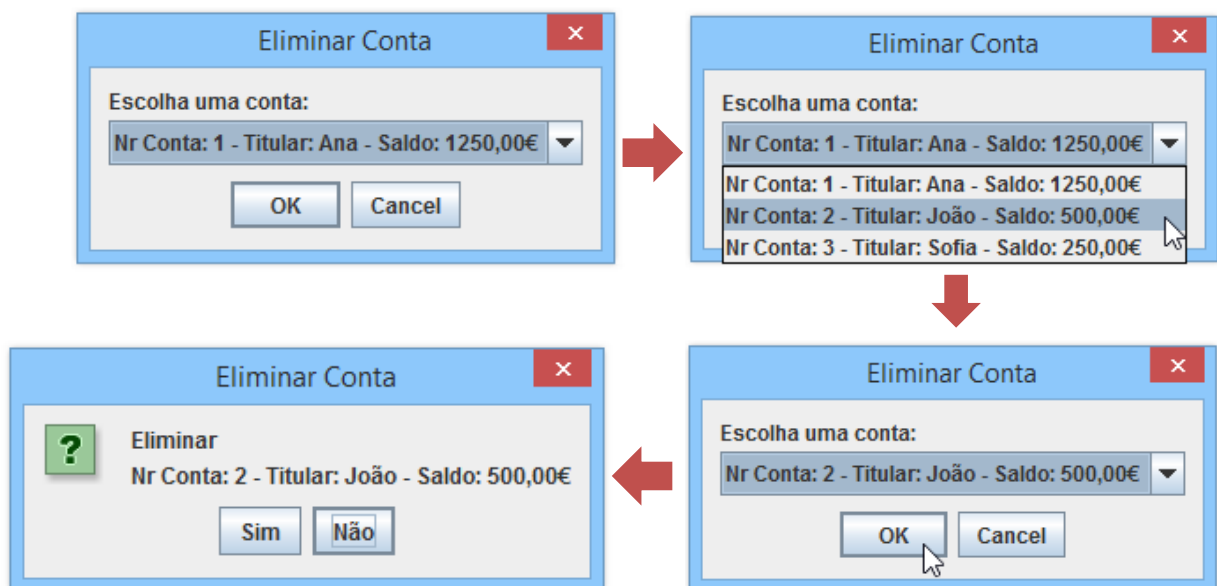 Eliminar Conta
Escolha uma conta:
Nr Conta: 1 - Titular: Ana - Saldo: 1250,00€
OK
Cancel
Eliminar Conta
Escolha uma conta:
Nr Conta: 1 - Titular: Ana - Saldo: 1250,00€
Nr Conta: 1 - Titular: Ana - Saldo: 1250,00€
Nr Conta: 2 - Titular: João - Saldo: 500,00€
Nr Conta: 3 - Titular: Sofia - Saldo: 250,00€
Eliminar Conta
Escolha uma conta:
Nr Conta: 2 - Titular: João - Saldo: 500,00€
OK
Cancel
Eliminar Conta
?
Eliminar
Nr Conta: 2 - Titular: João - Saldo: 500,00€
Sim
Não